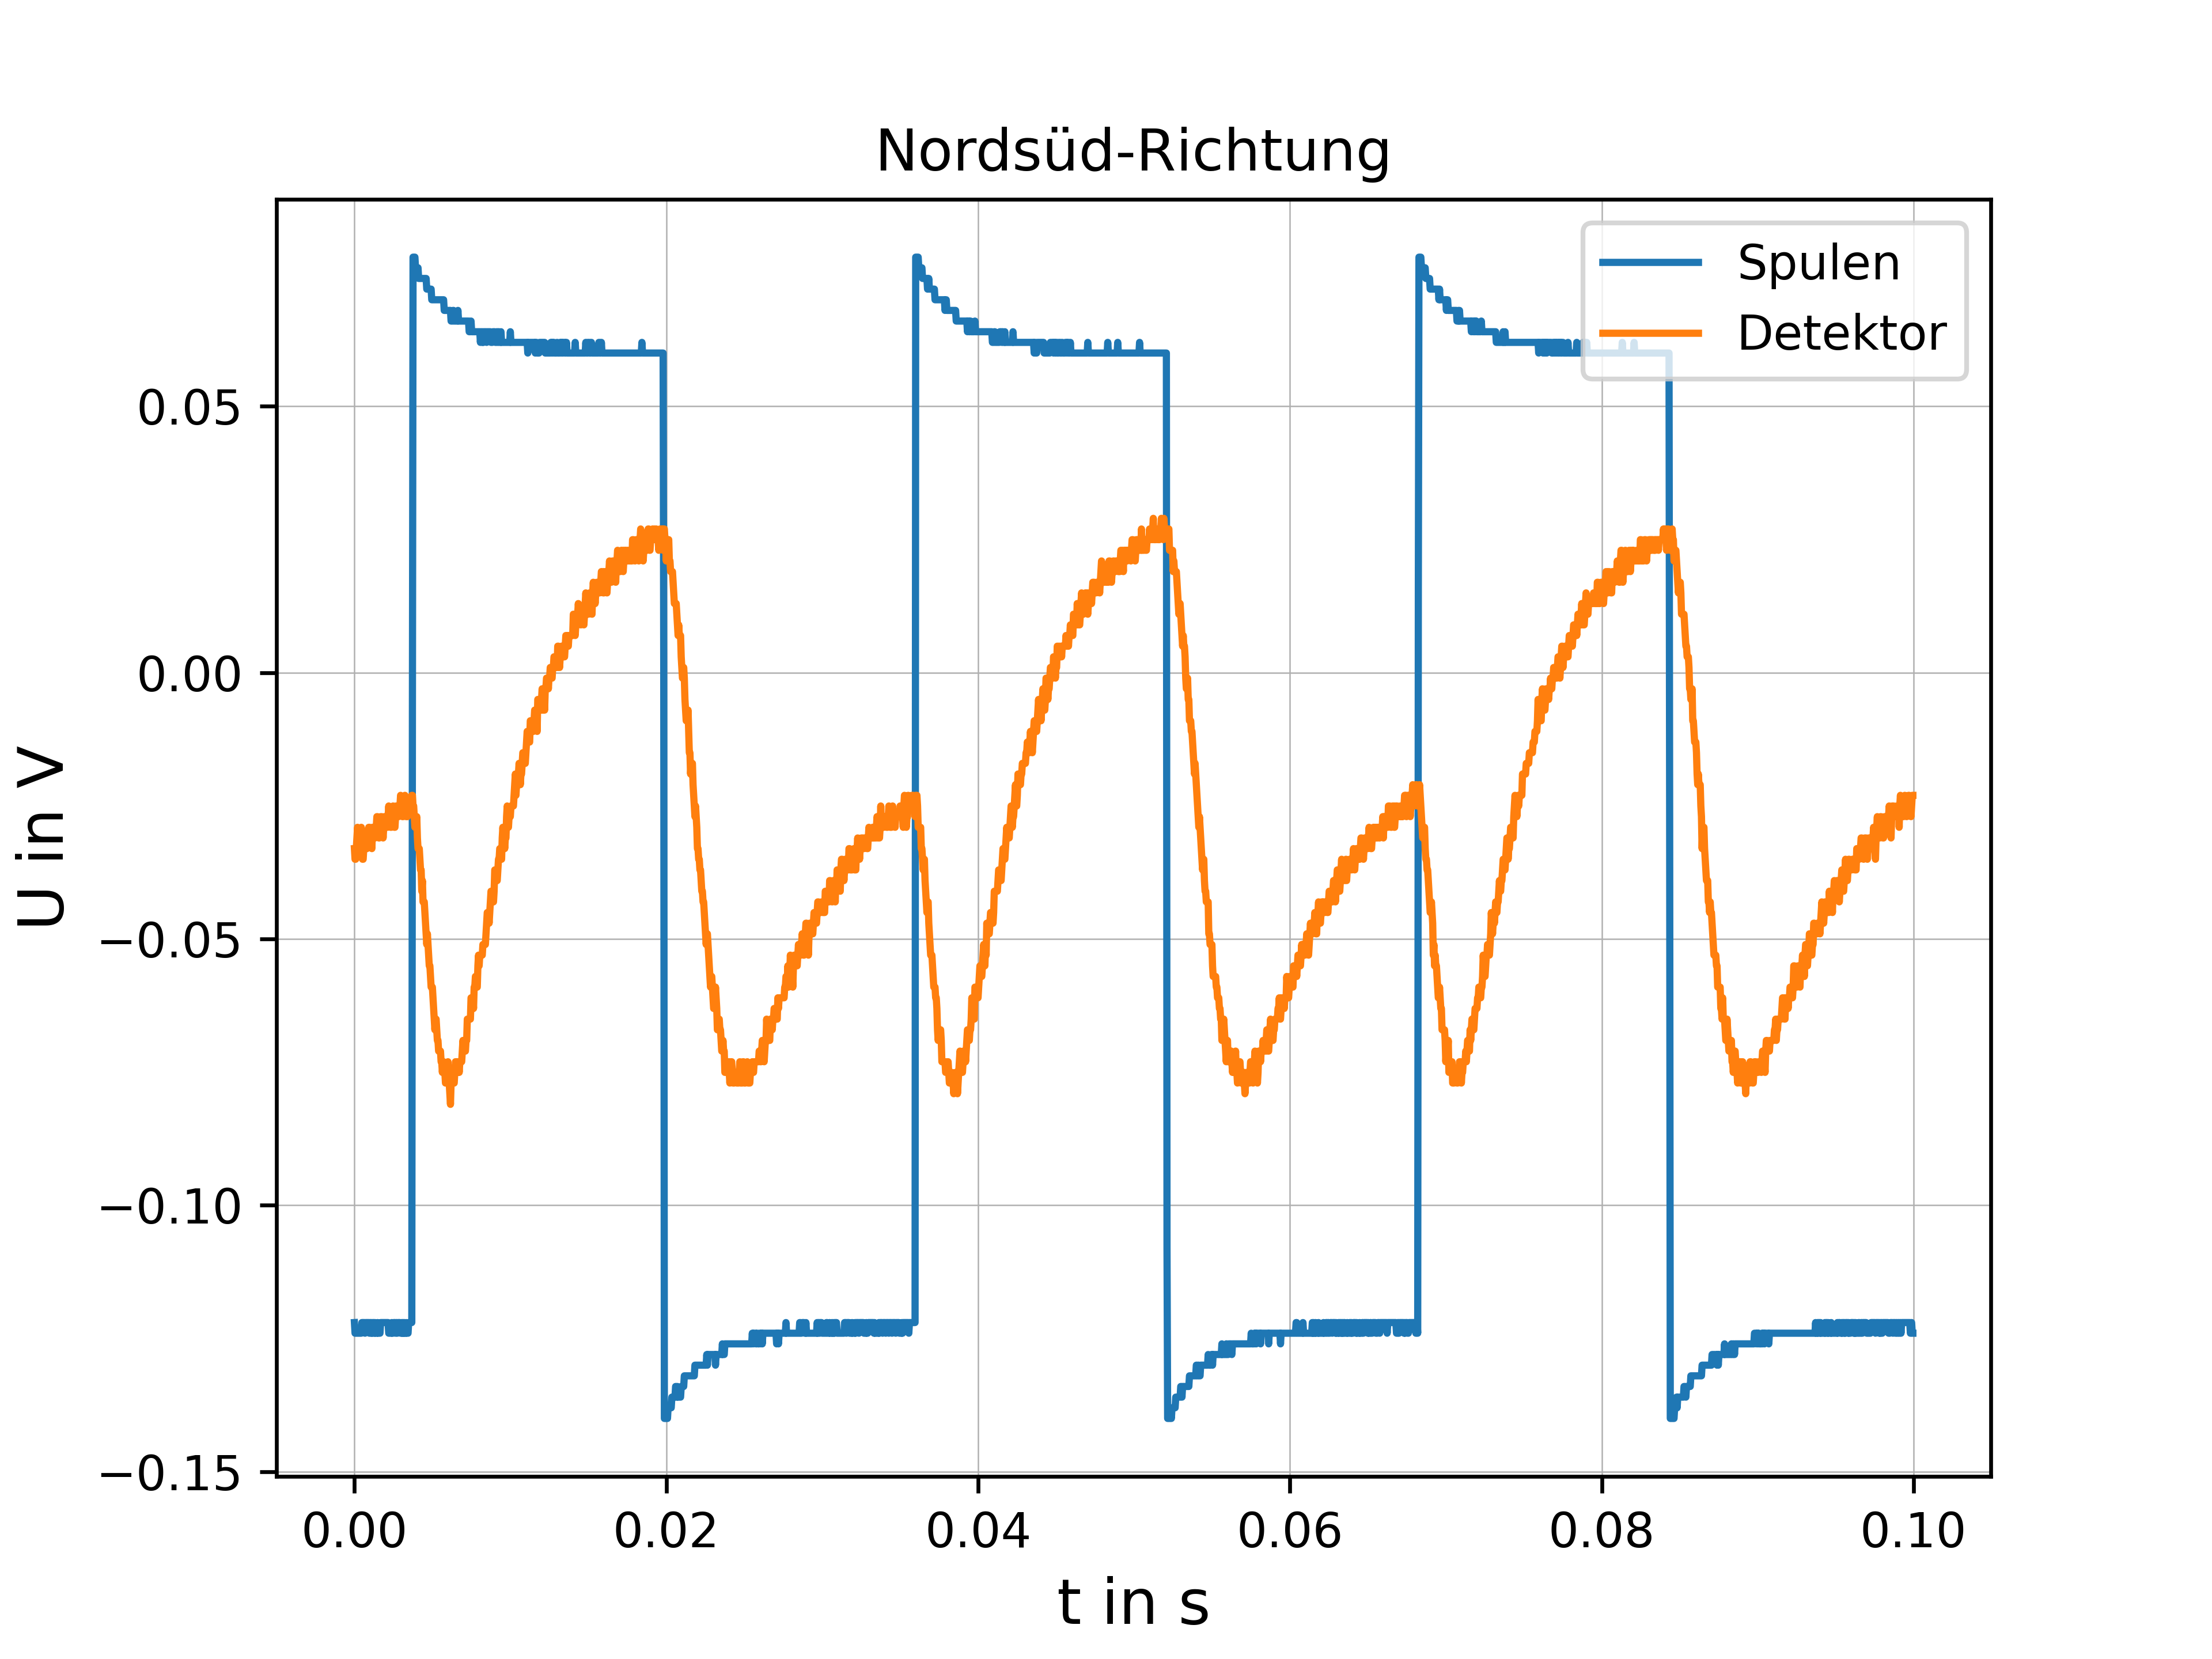 Nordsüd-Richtung
Spulen
Detektor
U in V
0.05
0.00
−0.05
−0.10
−0.15
0.00 0.02 0.04 0.06 0.08 0.10
t in s